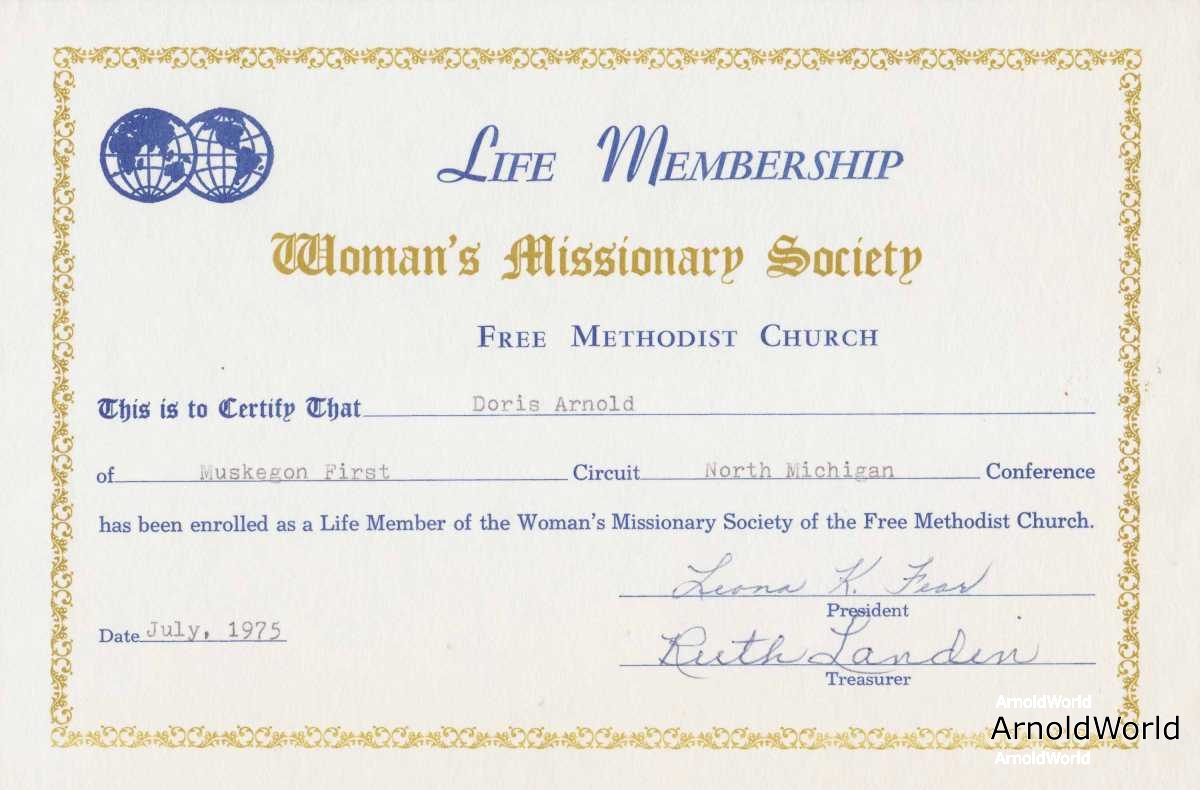 Life Membership
Woman's Missionary Society
Free Methodist Church
This is to Certify That Doris Arnold
of Muskegon First Circuit North Michigan Conference
has been enrolled as a Life Member of the Woman's Missionary Society of the Free Methodist Church.
Leona K. Fear
President
Date July, 1975
Ruth Landin
Treasurer
ArnoldWorld
ArnoldWorld
ArnoldWorld